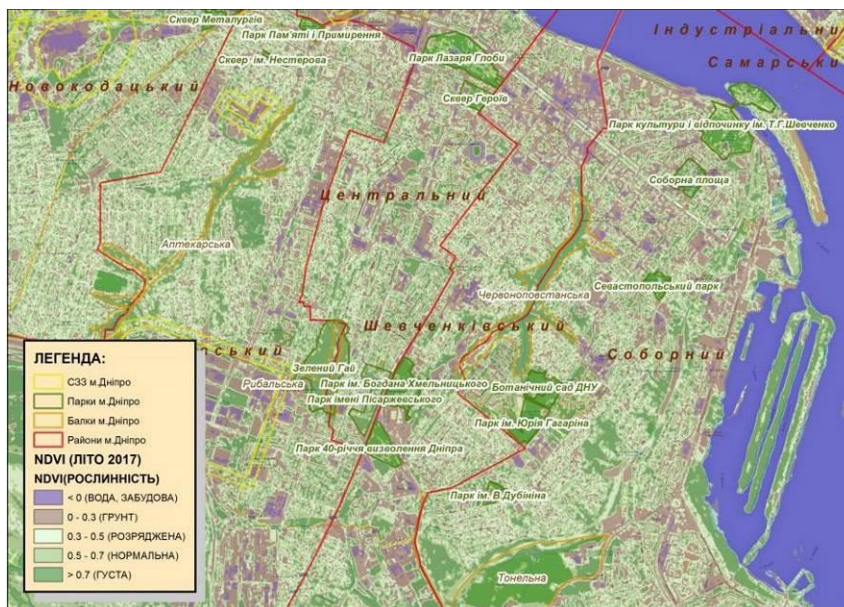 Сквер Металургів
Парк Пам'яті і Примирення
Індустріальни
Самарськи
Парк Лазаря Глоби
Сквер ім. Нестерова
Новокодацький
Сквер Героїв
Парк культури і відпочинку ім. Т.Г.Шевченко
Соборна площа
Центральний
Аптекарська
Севастопольський парк
Червоноповстанська
Шевченківський
рський
Соборний
Зелений Гай
Рибальська
Парк ім. Богдана Хмельницького
Ботанічний сад ДНУ
Парк імені Пісаржевського
Парк ім. Юрія Гагаріна
Парк 40-річчя визволення Дніпра
Парк ім. В.Дубініна
Тонельна
ЛЕГЕНДА:
СЗЗ м.Дніпро
Парки м.Дніпро
Балки м.Дніпро
Райони м.Дніпро
NDVI (ЛІТО 2017)
NDVI(РОСЛИННІСТЬ)
< 0 (ВОДА, ЗАБУДОВА)
0 - 0.3 (ГРУНТ)
0.3 - 0.5 (РОЗРЯДЖЕНА)
0.5 - 0.7 (НОРМАЛЬНА)
> 0.7 (ГУСТА)